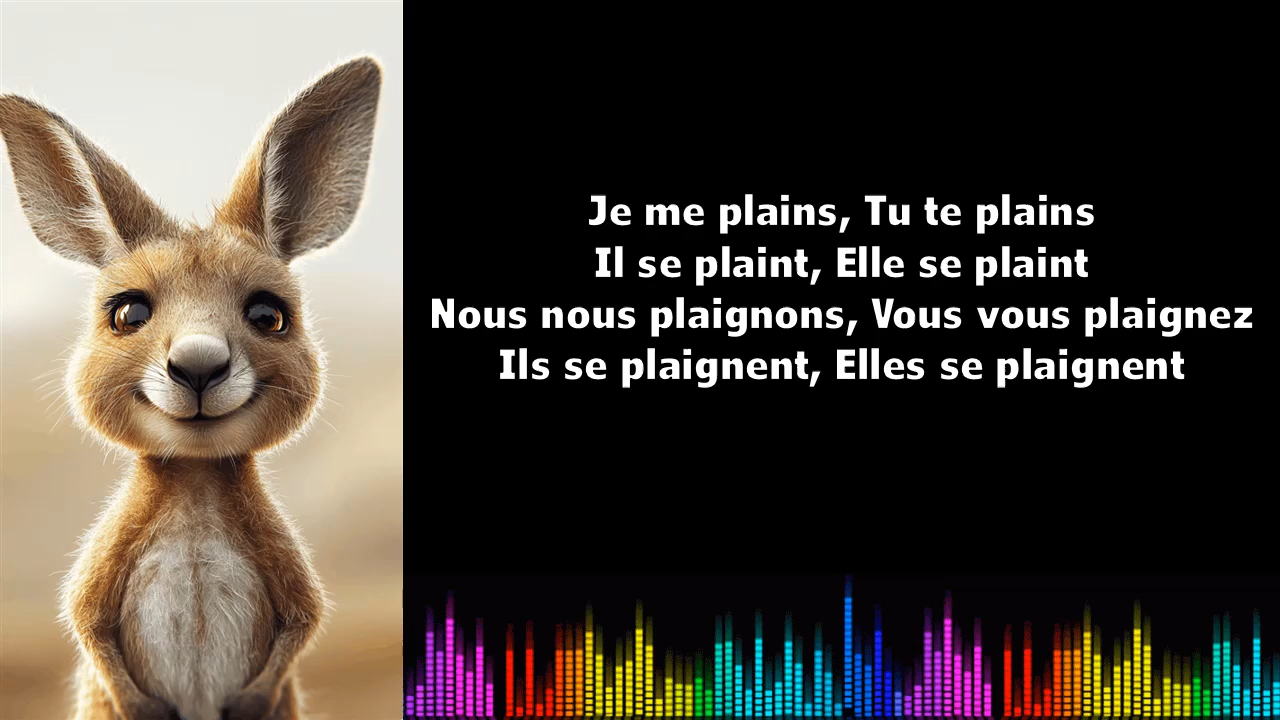 Je me plains, Tu te plains
Il se plaint, Elle se plaint
Nous nous plaignons, Vous vous plaignez
Ils se plaignent, Elles se plaignent